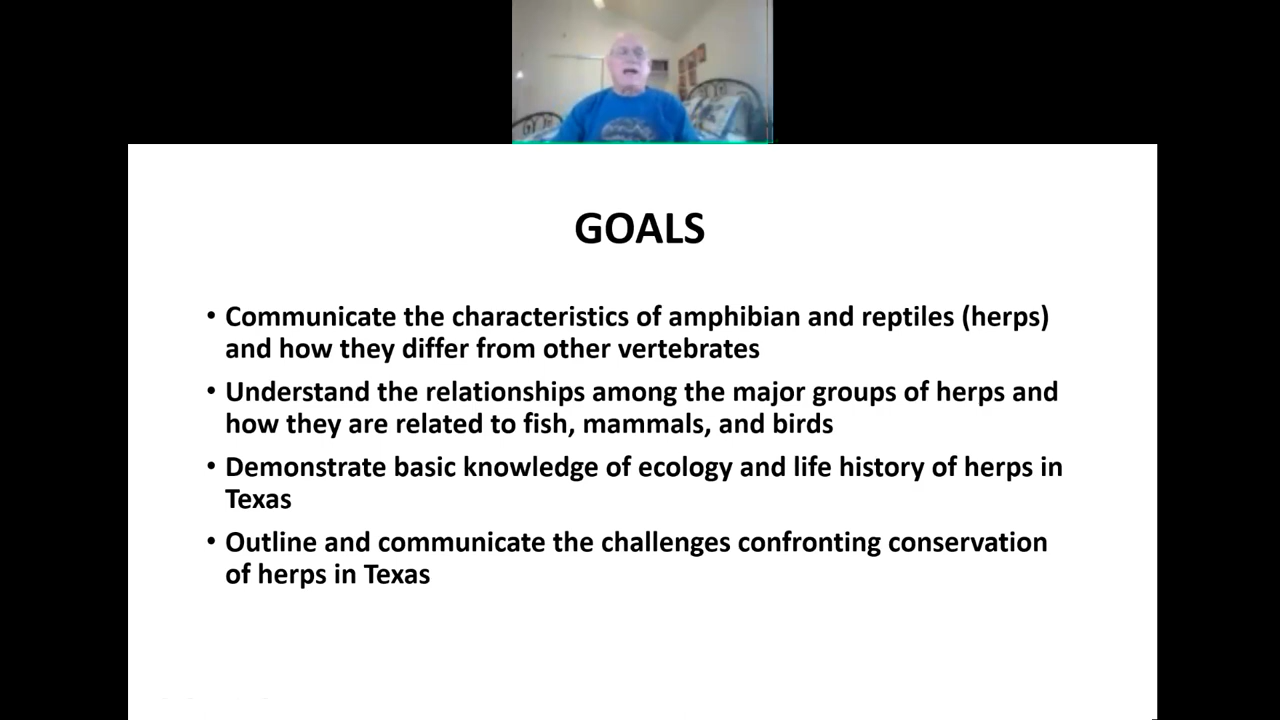 GOALS
• Communicate the characteristics of amphibian and reptiles (herps)
and how they differ from other vertebrates
• Understand the relationships among the major groups of herps and
how they are related to fish, mammals, and birds
• Demonstrate basic knowledge of ecology and life history of herps in
Texas
• Outline and communicate the challenges confronting conservation
of herps in Texas